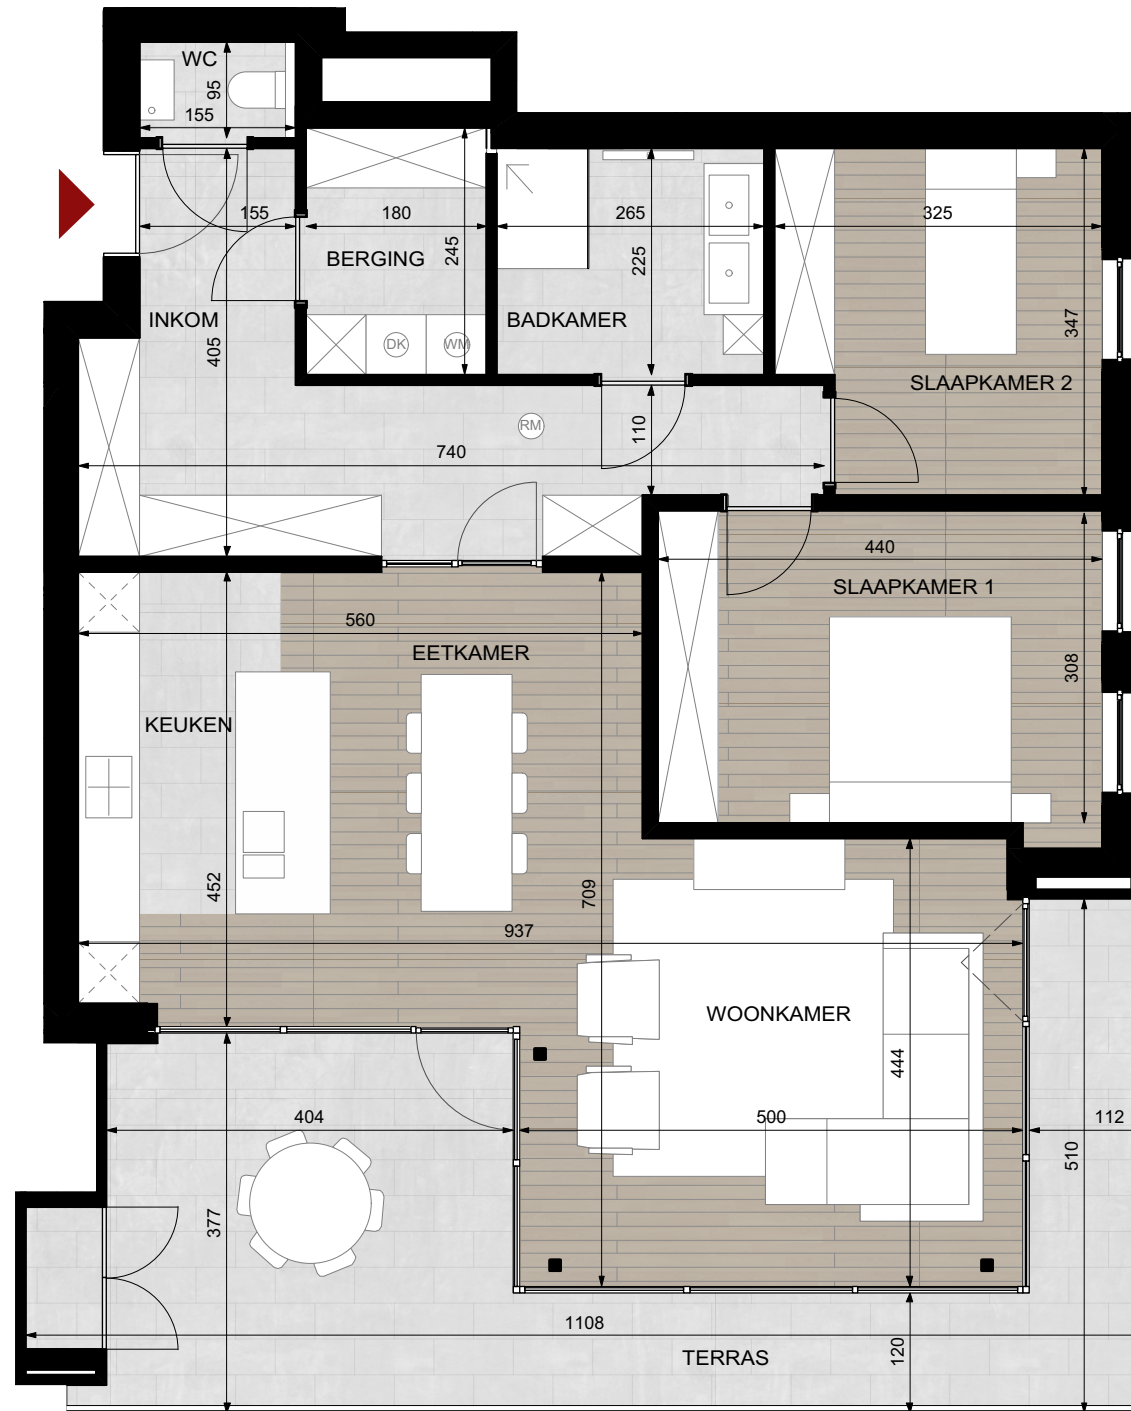 WC
95
155
155
180
265
325
BERGING
245
225
INKOM
BADKAMER
347
405
DK
WM
SLAAPKAMER 2
RM
110
740
440
SLAAPKAMER 1
560
EETKAMER
308
KEUKEN
452
709
937
WOONKAMER
444
404
500
112
510
377
1108
120
TERRAS